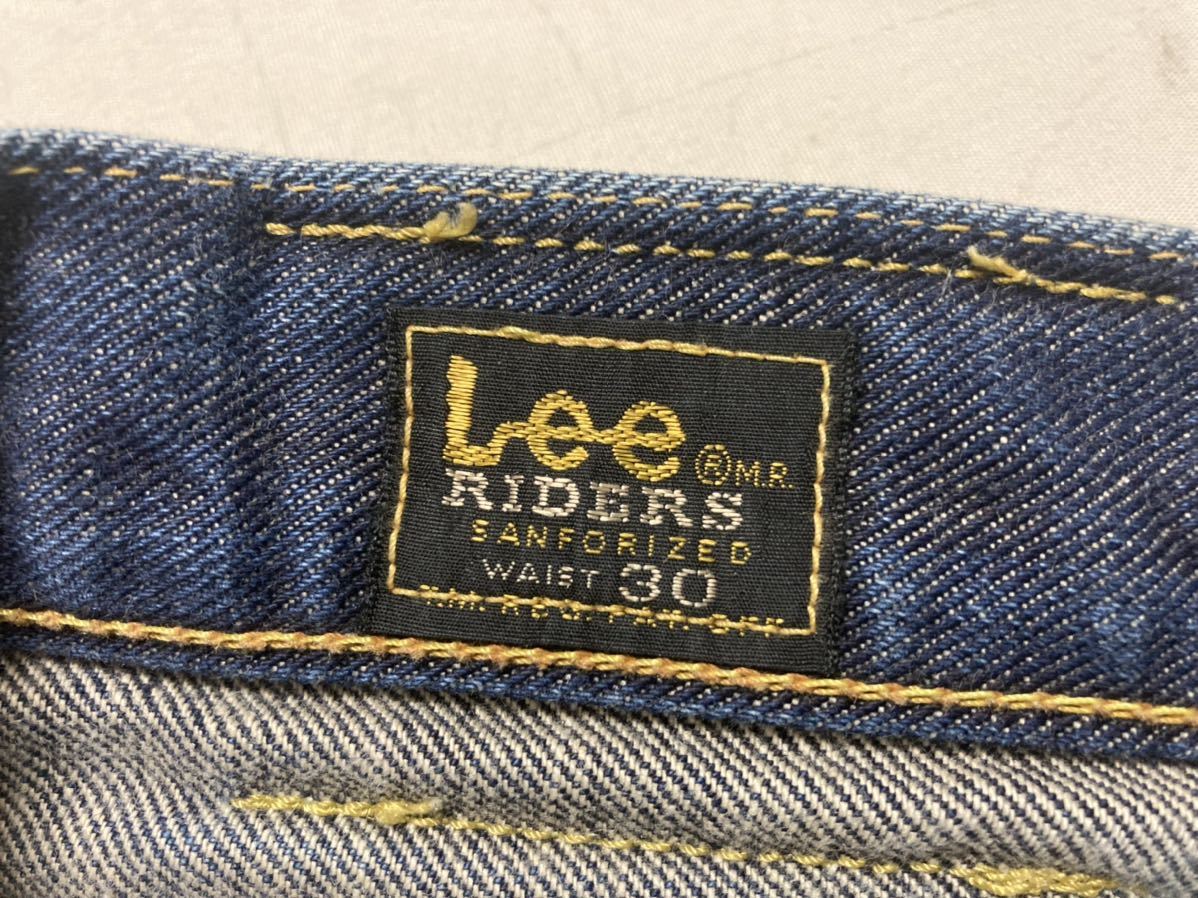 Lee ® M.R.
RIDERS
SANFORIZED
WAIST 30